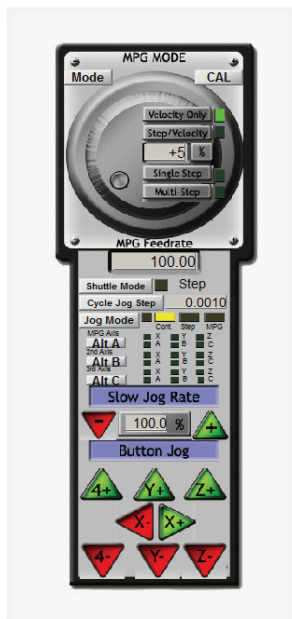 MPG MODE
Mode CAL
Velocity Only
Step/Velocity
+5 %
Single Step
Multi-Step
MPG Feedrate
100.00
Shuttle Mode Step
Cycle Jog Step 0.0010
Jog Mode Cont. Step MPG
MPG Axis X Y Z
Alt A A B C
2nd Axis X Y Z
Alt B A B C
3rd Axis X Y Z
Alt C A B C
Slow Jog Rate
- 100.0 % +
Button Jog
4+ Y+ Z+
X- X+
4- Y- Z-